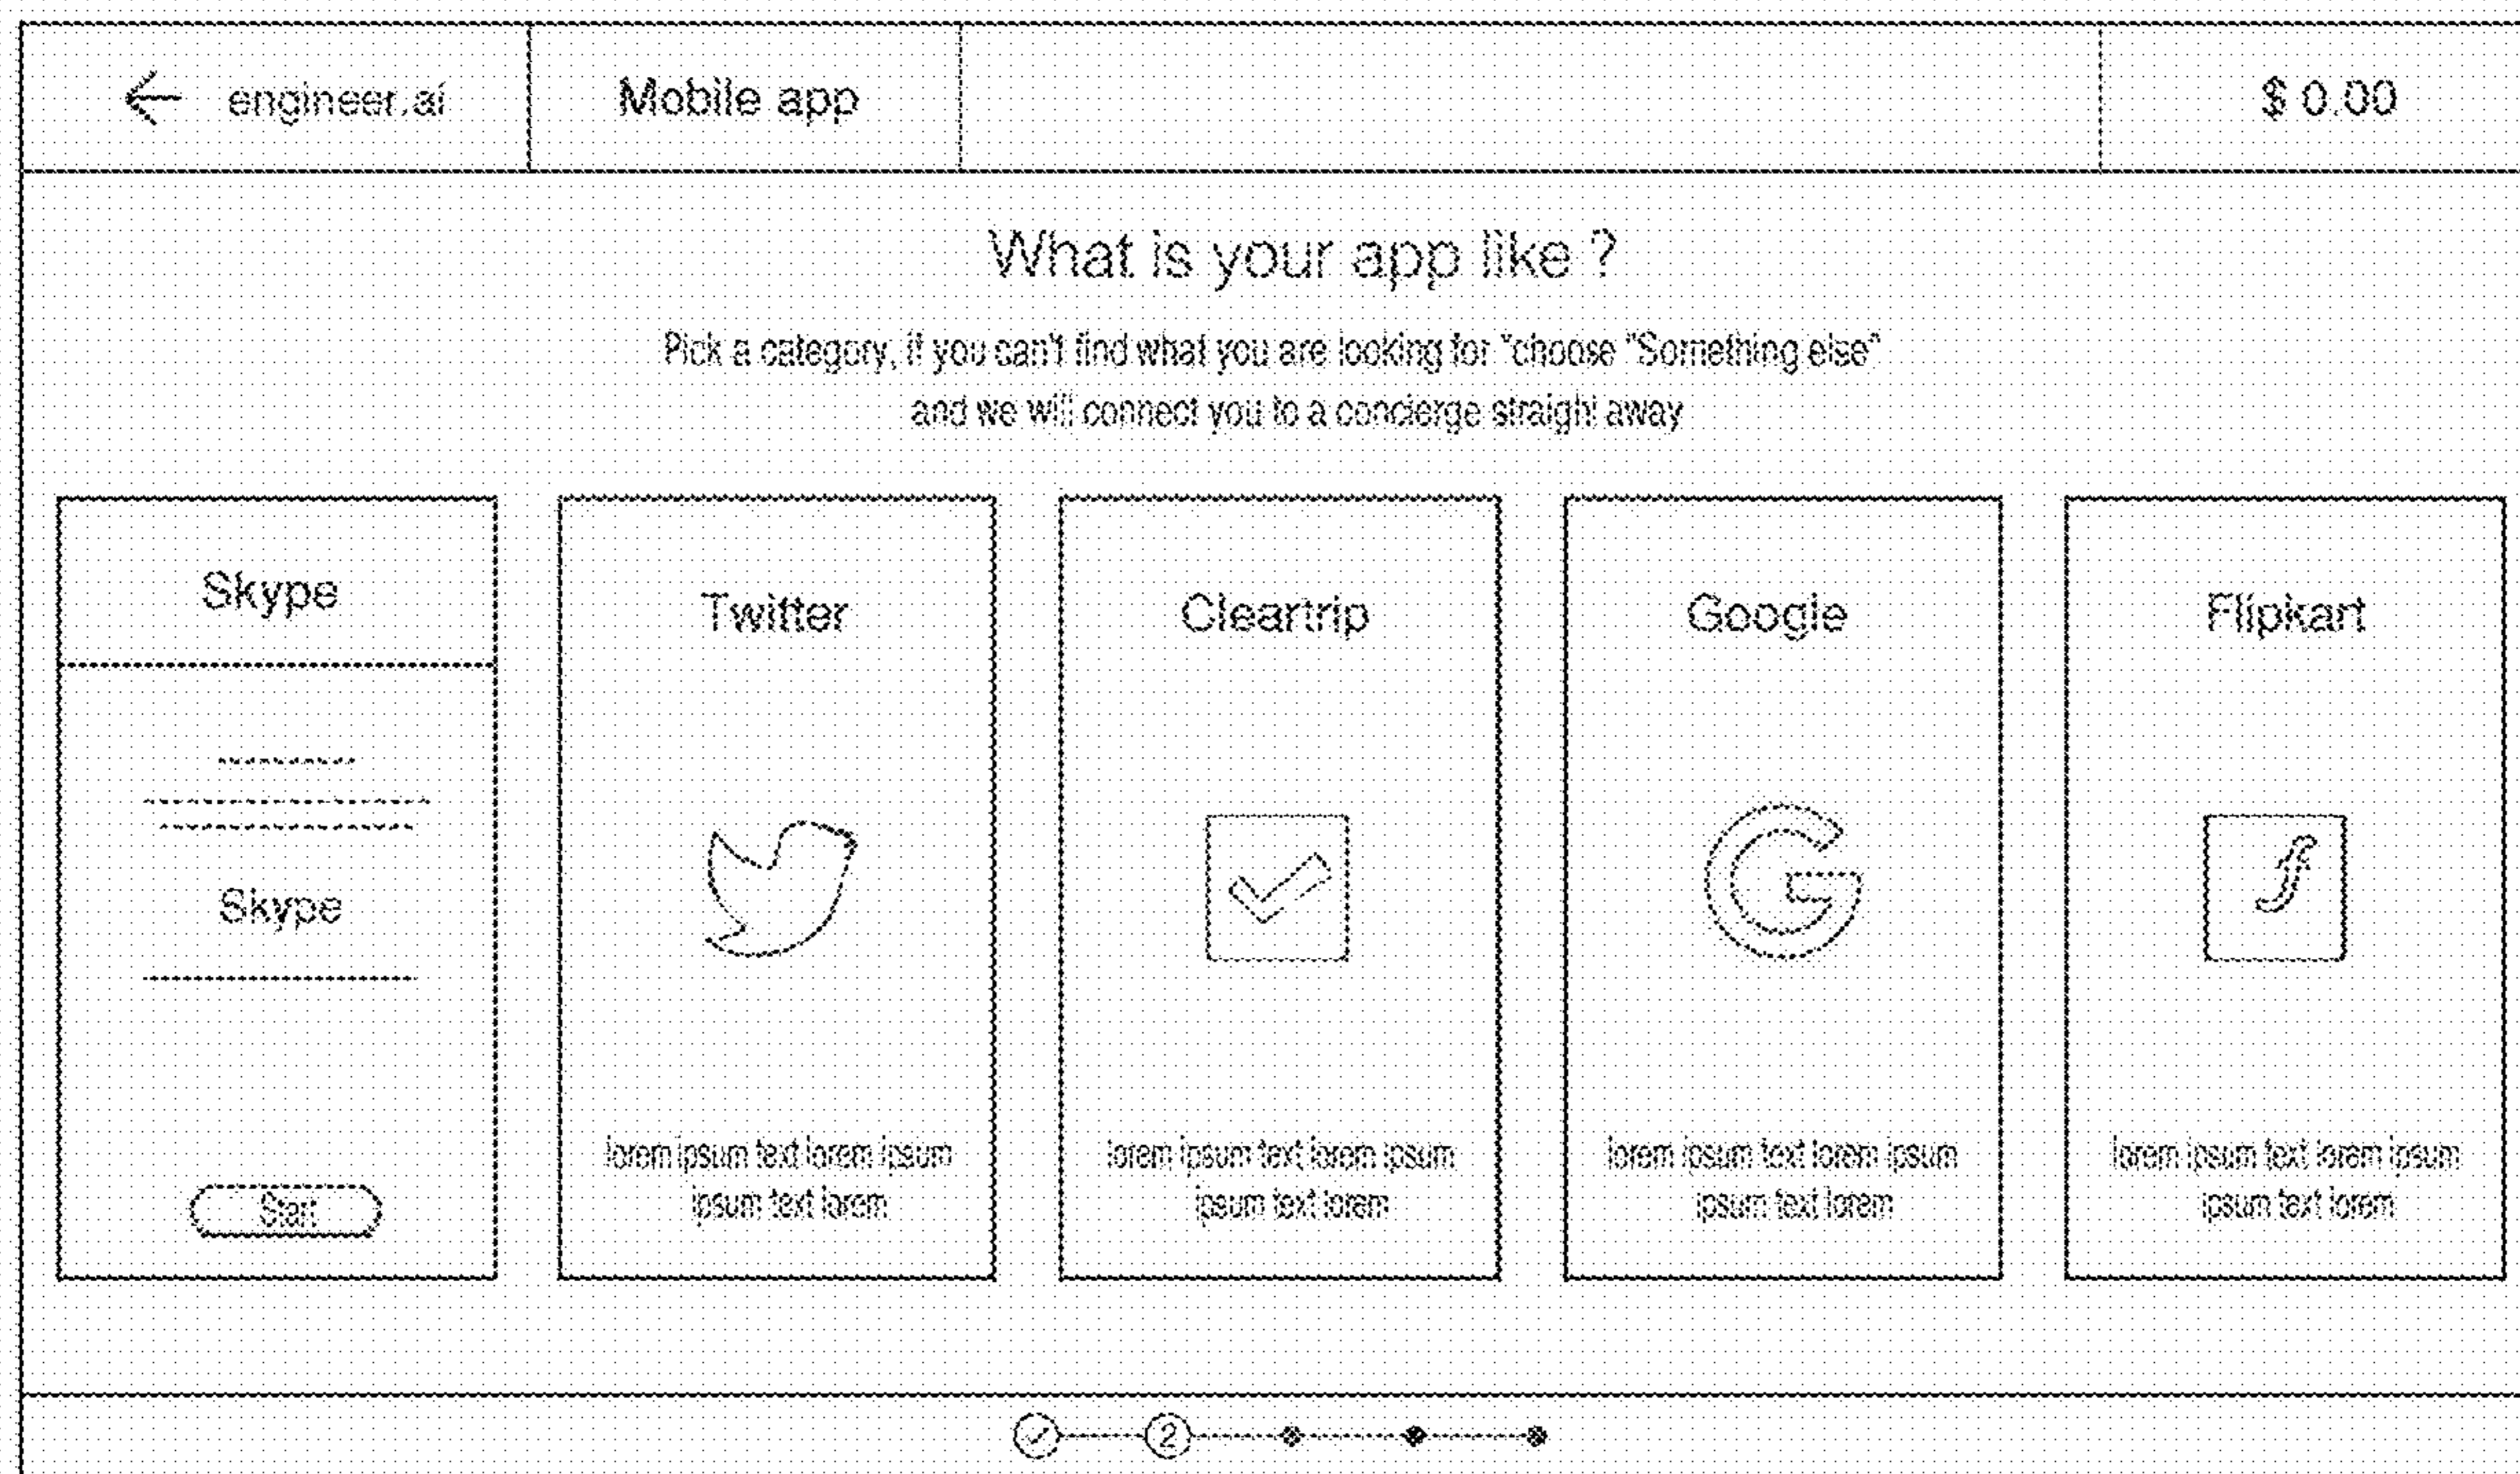 ← engineer.ai
Mobile app
$ 0.00
What is your app like ?
Pick a category, if you can't find what you are looking for "choose "Something else"
and we will connect you to a concierge straight away
Skype
Skype
Start
Twitter
lorem ipsum text lorem ipsum
ipsum text lorem
Cleartrip
lorem ipsum text lorem ipsum
ipsum text lorem
Google
G
lorem ipsum text lorem ipsum
ipsum text lorem
Flipkart
f
lorem ipsum text lorem ipsum
ipsum text lorem
2